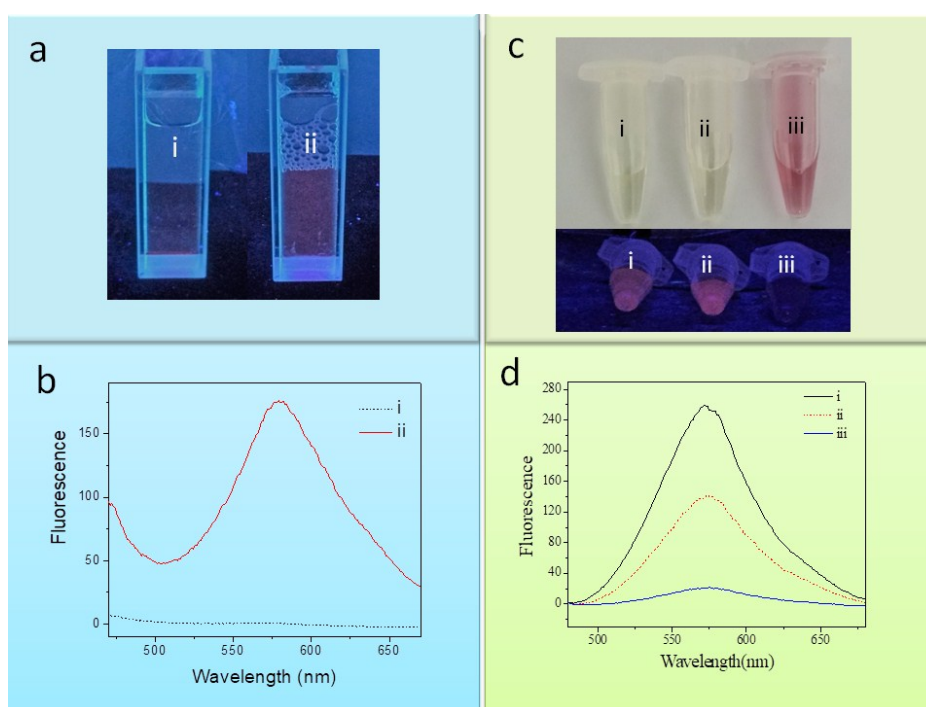 a
i
ii
c
i
ii
iii
i
ii
iii
b
Fluorescence
150
100
50
0
500
550
600
650
Wavelength (nm)
i
ii
d
Fluorescence
280
240
200
160
120
80
40
0
500
550
600
650
Wavelength(nm)
i
ii
iii